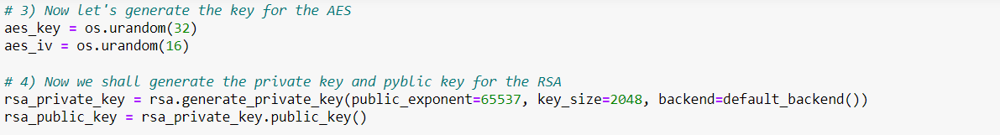 # 3) Now let's generate the key for the AES
aes_key = os.urandom(32)
aes_iv = os.urandom(16)
# 4) Now we shall generate the private key and pyblic key for the RSA
rsa_private_key = rsa.generate_private_key(public_exponent=65537, key_size=2048, backend=default_backend())
rsa_public_key = rsa_private_key.public_key()